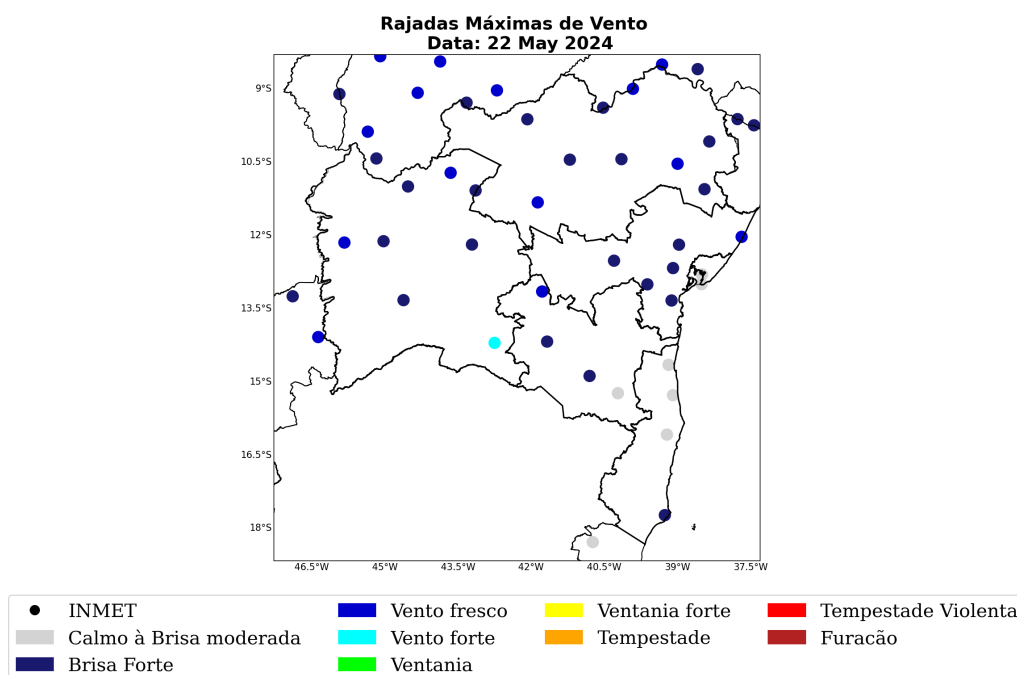 Rajadas Máximas de Vento
Data: 22 May 2024
9°S
10.5°S
12°S
13.5°S
15°S
16.5°S
18°S
46.5°W 45°W 43.5°W 42°W 40.5°W 39°W 37.5°W
INMET
Calmo à Brisa moderada
Brisa Forte
Vento fresco
Vento forte
Ventania
Ventania forte
Tempestade
Tempestade Violenta
Furacão